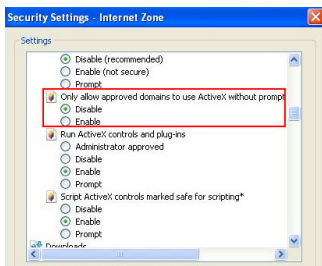 Security Settings - Internet Zone
Settings
Disable (recommended)
Enable (not secure)
Prompt
Only allow approved domains to use ActiveX without prompt
Disable
Enable
Run ActiveX controls and plug-ins
Administrator approved
Disable
Enable
Prompt
Script ActiveX controls marked safe for scripting*
Disable
Enable
Prompt
Downloads